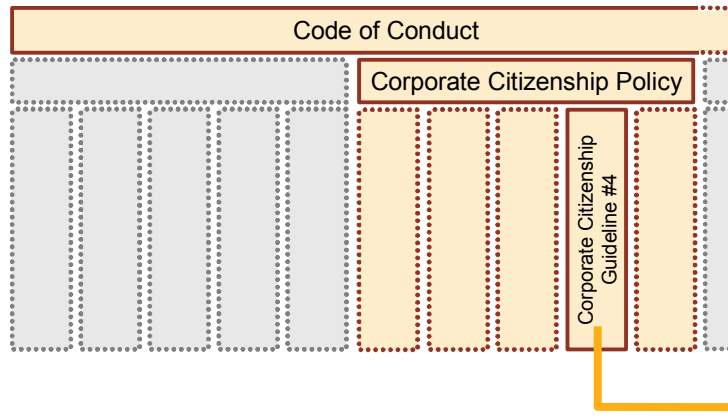 Code of Conduct
Corporate Citizenship Policy
Corporate Citizenship
Guideline #4